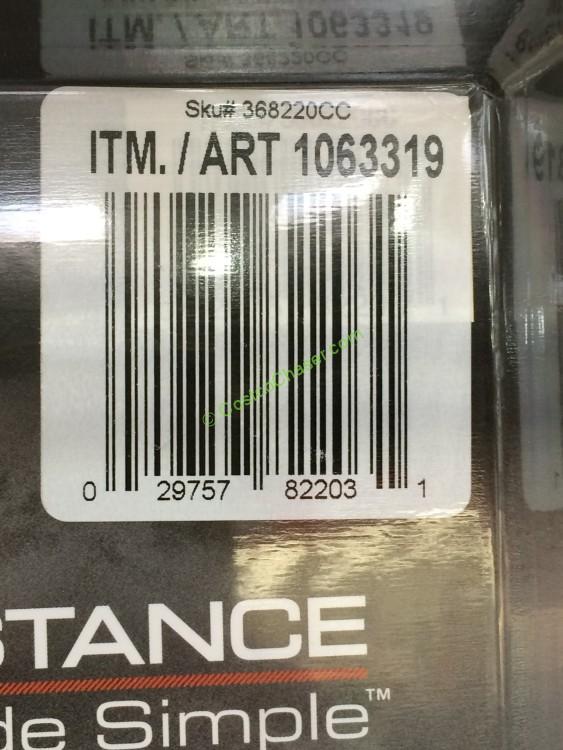 Sku# 368220CC
ITM. / ART 1063319
© CostcoChaser.com
0 29757 82203 1
STANCE
de Simple™